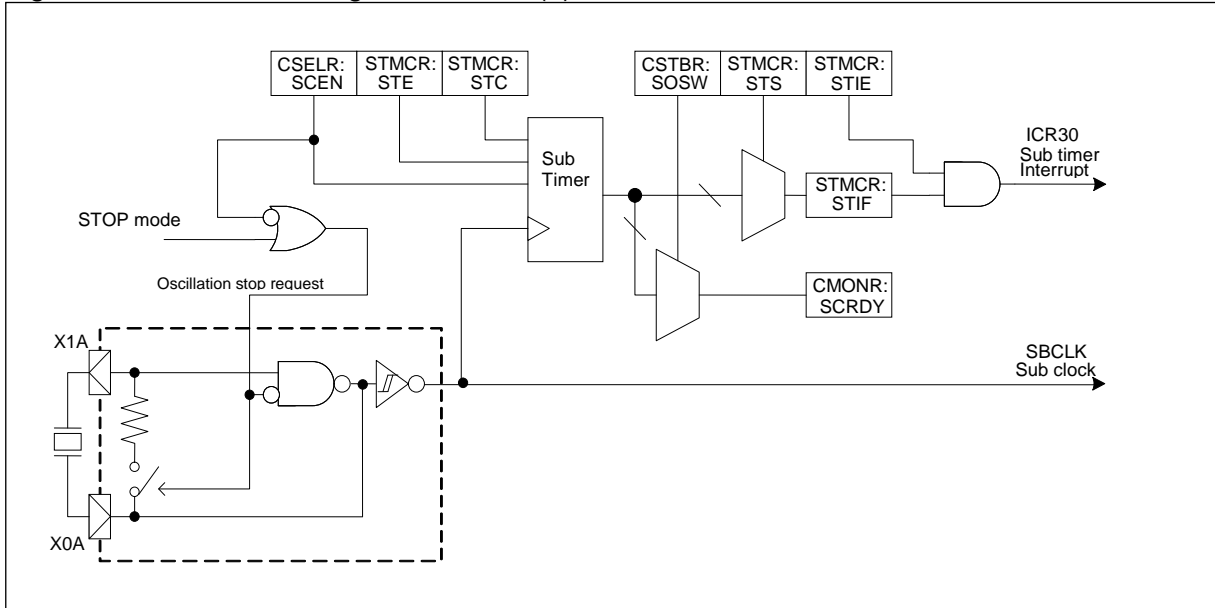 CSELR:
SCEN
STMCR:
STE
STMCR:
STC
CSTBR:
SOSW
STMCR:
STS
STMCR:
STIE
Sub
Timer
ICR30
Sub timer
Interrupt
STMCR:
STIF
STOP mode
Oscillation stop request
CMONR:
SCRDY
X1A
SBCLK
Sub clock
X0A